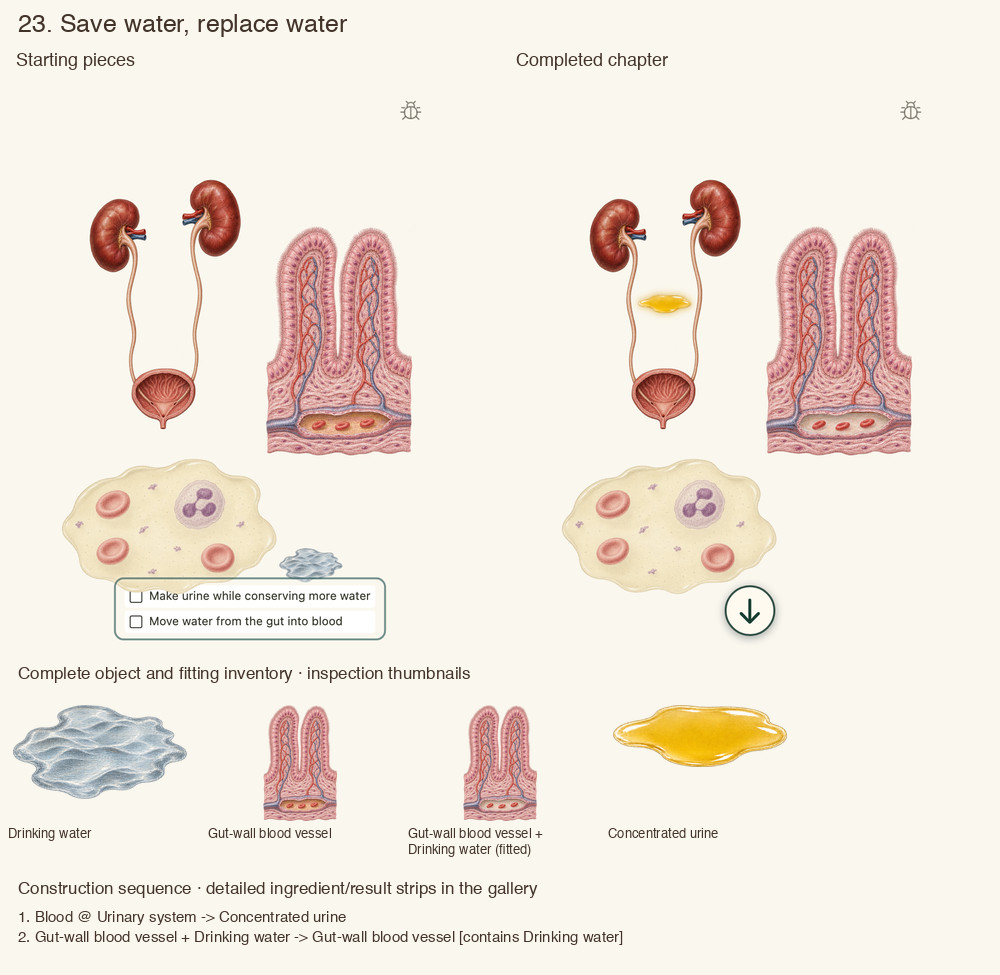 23. Save water, replace water
Starting pieces
Completed chapter
Make urine while conserving more water
Move water from the gut into blood
Complete object and fitting inventory · inspection thumbnails
Drinking water
Gut-wall blood vessel
Gut-wall blood vessel +
Drinking water (fitted)
Concentrated urine
Construction sequence · detailed ingredient/result strips in the gallery
1. Blood @ Urinary system -> Concentrated urine
2. Gut-wall blood vessel + Drinking water -> Gut-wall blood vessel [contains Drinking water]